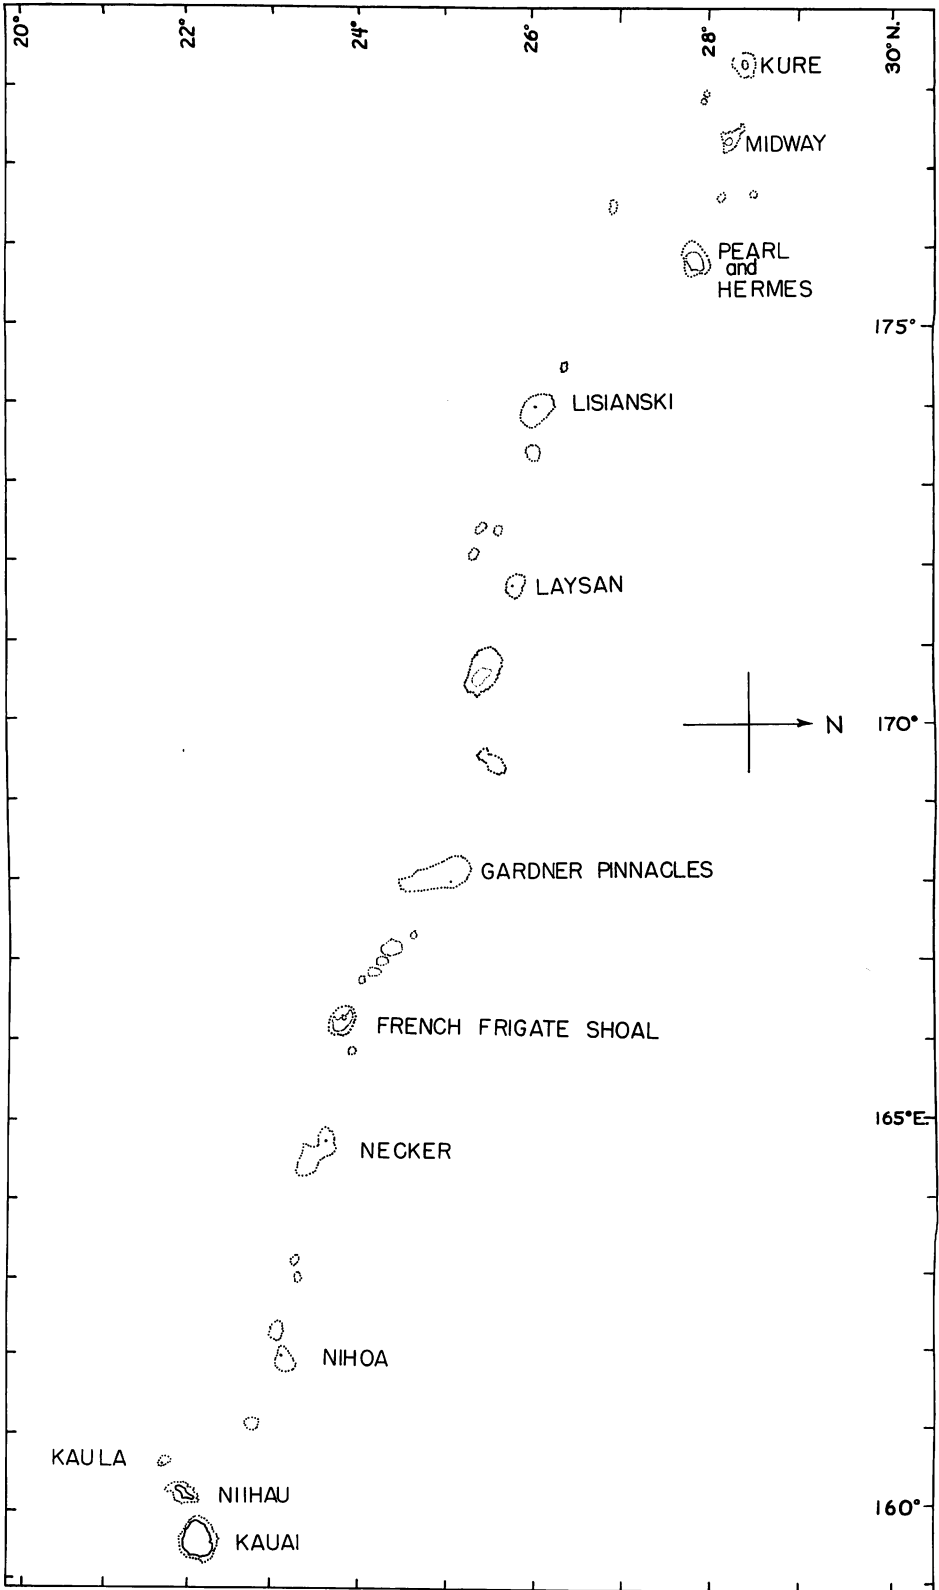 20°
22°
24°
26°
28°
30° N.
KURE
MIDWAY
PEARL
and
HERMES
175°
LISIANSKI
LAYSAN
N
170°
GARDNER PINNACLES
FRENCH FRIGATE SHOAL
165°E
NECKER
NIHOA
KAULA
NIIHAU
160°
KAUAI